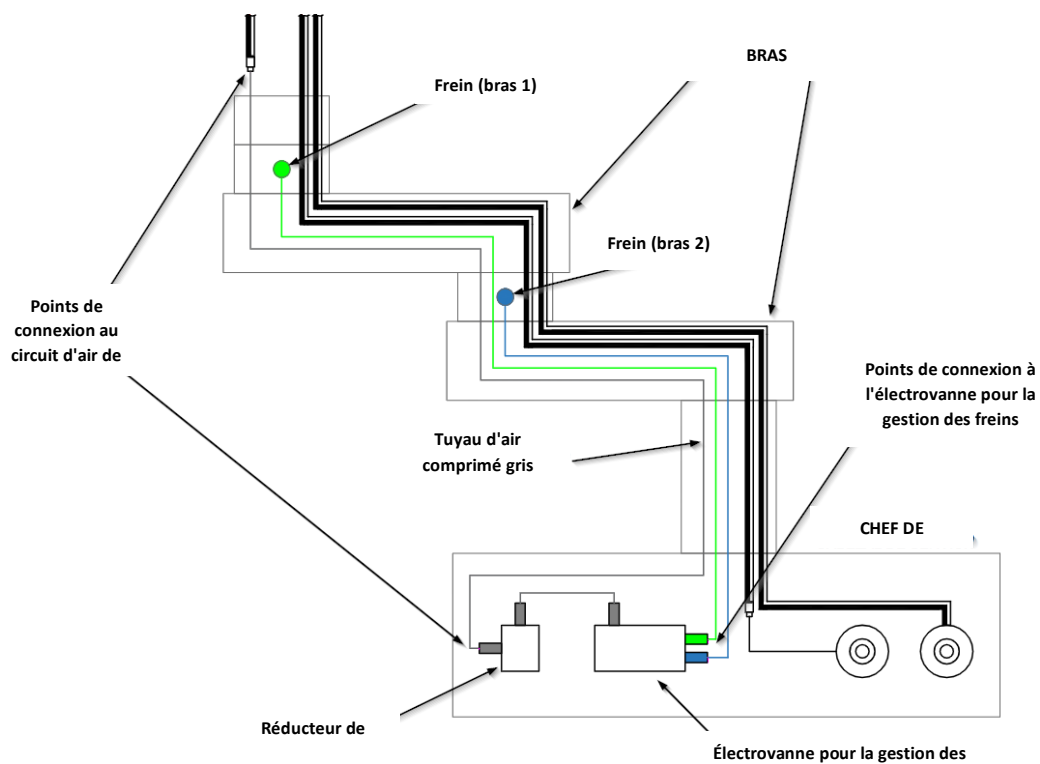 BRAS
Frein (bras 1)
Frein (bras 2)
Points de
connexion au
circuit d'air de
Points de connexion à
l'électrovanne pour la
gestion des freins
Tuyau d'air
comprimé gris
CHEF DE
Réducteur de
Électrovanne pour la gestion des